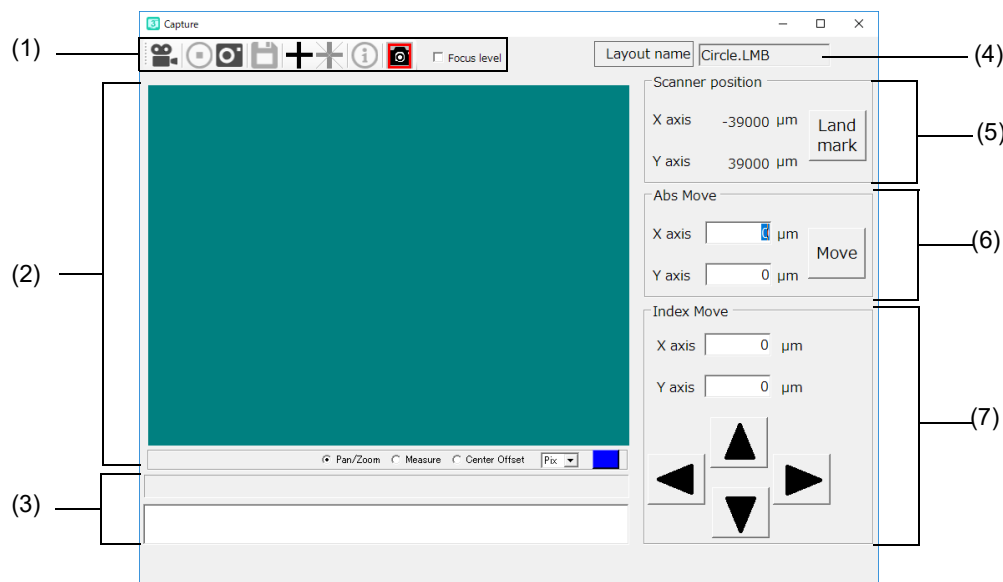 Capture
(1)
Focus level
Layout name Circle.LMB
(4)
(2)
Scanner position
X axis -39000 μm
Land mark
Y axis 39000 μm
(5)
Abs Move
X axis 0 μm
Move
Y axis 0 μm
(6)
Index Move
X axis 0 μm
Y axis 0 μm
(7)
Pan/Zoom Measure Center Offset Pix
(3)